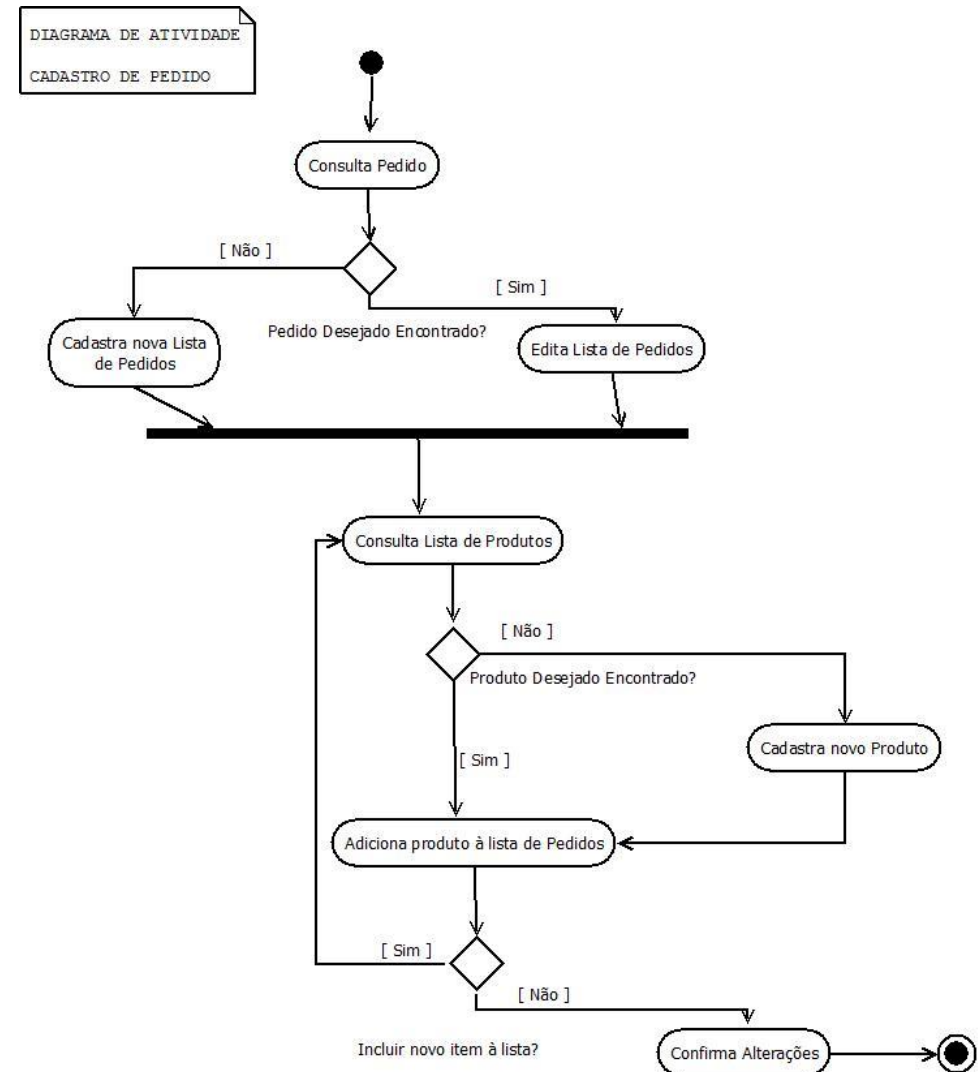 DIAGRAMA DE ATIVIDADE
CADASTRO DE PEDIDO
Consulta Pedido
[ Não ]
[ Sim ]
Pedido Desejado Encontrado?
Cadastra nova Lista
de Pedidos
Edita Lista de Pedidos
Consulta Lista de Produtos
[ Não ]
Produto Desejado Encontrado?
Cadastra novo Produto
[ Sim ]
Adiciona produto à lista de Pedidos
[ Sim ]
[ Não ]
Incluir novo item à lista?
Confirma Alterações